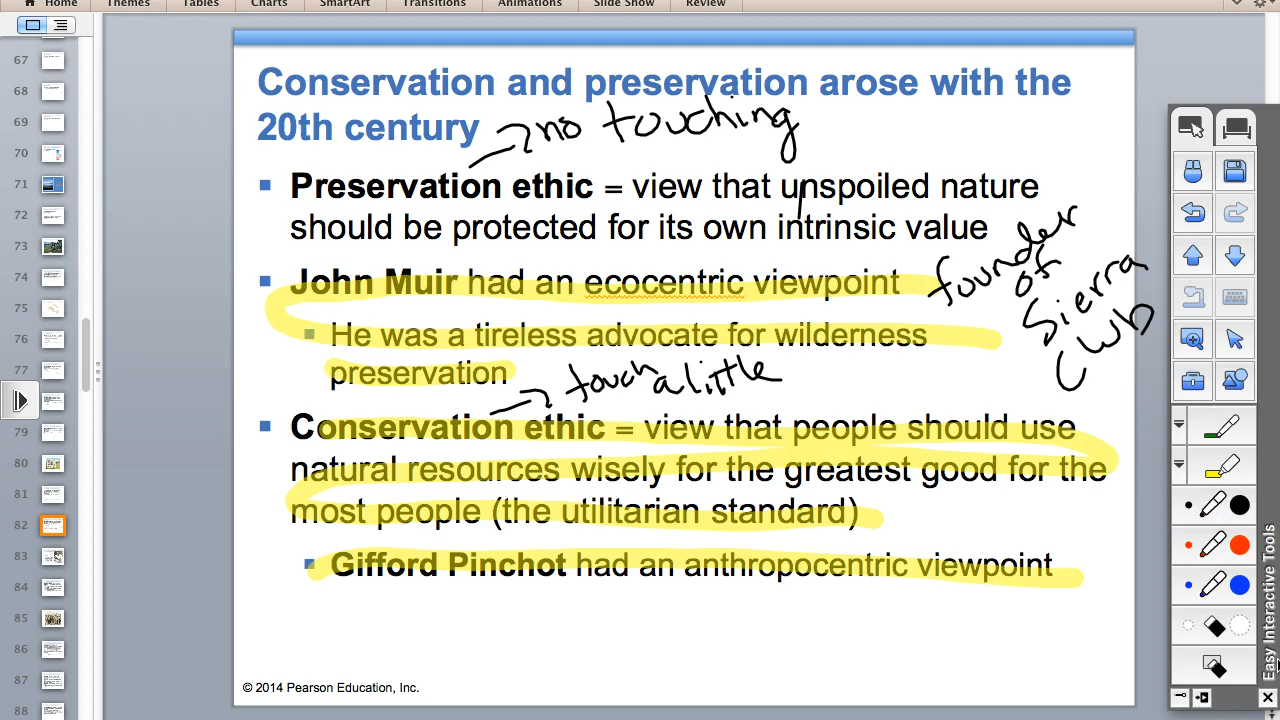 Home Themes Tables Charts SmartArt Transitions Animations Slide Show Review
67
68
69
70
71
72
73
74
75
76
77
79
80
81
82
83
84
85
86
87
88
Conservation and preservation arose with the
20th century
no touching
Preservation ethic = view that unspoiled nature
should be protected for its own intrinsic value
John Muir had an ecocentric viewpoint
founder
of
Sierra
Club
He was a tireless advocate for wilderness
preservation
touch a little
Conservation ethic = view that people should use
natural resources wisely for the greatest good for the
most people (the utilitarian standard)
Gifford Pinchot had an anthropocentric viewpoint
© 2014 Pearson Education, Inc.
Easy Interactive Tools